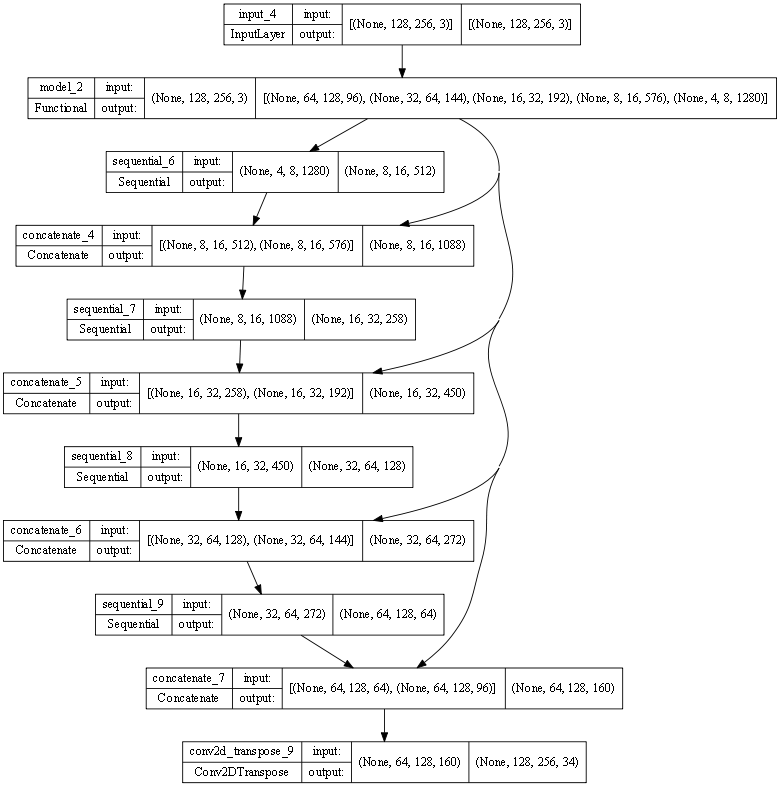 input_4 input: [(None, 128, 256, 3)] [(None, 128, 256, 3)]
InputLayer output:
model_2 input: (None, 128, 256, 3) [(None, 64, 128, 96), (None, 32, 64, 144), (None, 16, 32, 192), (None, 8, 16, 576), (None, 4, 8, 1280)]
Functional output:
sequential_6 input: (None, 4, 8, 1280) (None, 8, 16, 512)
Sequential output:
concatenate_4 input: [(None, 8, 16, 512), (None, 8, 16, 576)] (None, 8, 16, 1088)
Concatenate output:
sequential_7 input: (None, 8, 16, 1088) (None, 16, 32, 258)
Sequential output:
concatenate_5 input: [(None, 16, 32, 258), (None, 16, 32, 192)] (None, 16, 32, 450)
Concatenate output:
sequential_8 input: (None, 16, 32, 450) (None, 32, 64, 128)
Sequential output:
concatenate_6 input: [(None, 32, 64, 128), (None, 32, 64, 144)] (None, 32, 64, 272)
Concatenate output:
sequential_9 input: (None, 32, 64, 272) (None, 64, 128, 64)
Sequential output:
concatenate_7 input: [(None, 64, 128, 64), (None, 64, 128, 96)] (None, 64, 128, 160)
Concatenate output:
conv2d_transpose_9 input: (None, 64, 128, 160) (None, 128, 256, 34)
Conv2DTranspose output: